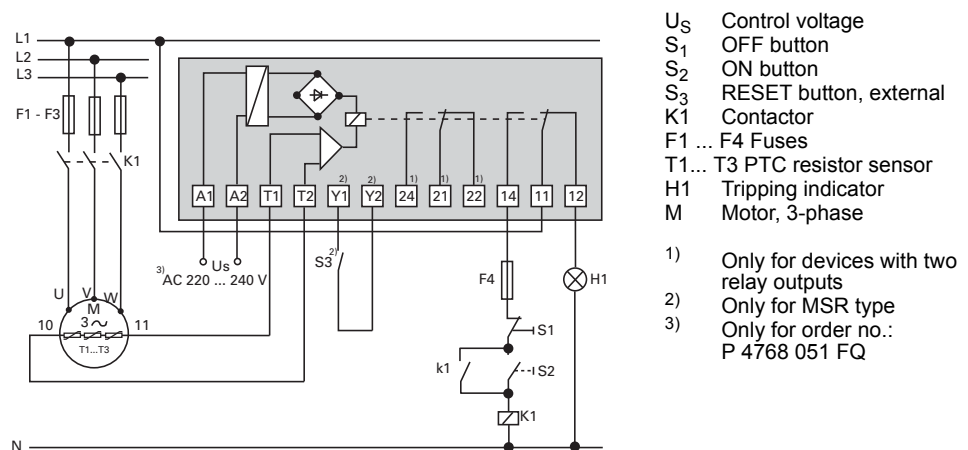 L1
L2
L3
F1 - F3
K1
A1 A2 T1 T2 Y1 Y2 24 21 22 14 11 12
2) 2) 1) 1) 1)
3) AC 220 ... 240 V
Us
S3 2)
F4
H1
U V W
M
3
10 11
T1...T3
S1
k1
S2
K1
N
US Control voltage
S1 OFF button
S2 ON button
S3 RESET button, external
K1 Contactor
F1 ... F4 Fuses
T1... T3 PTC resistor sensor
H1 Tripping indicator
M Motor, 3-phase
1) Only for devices with two
relay outputs
2) Only for MSR type
3) Only for order no.:
P 4768 051 FQ